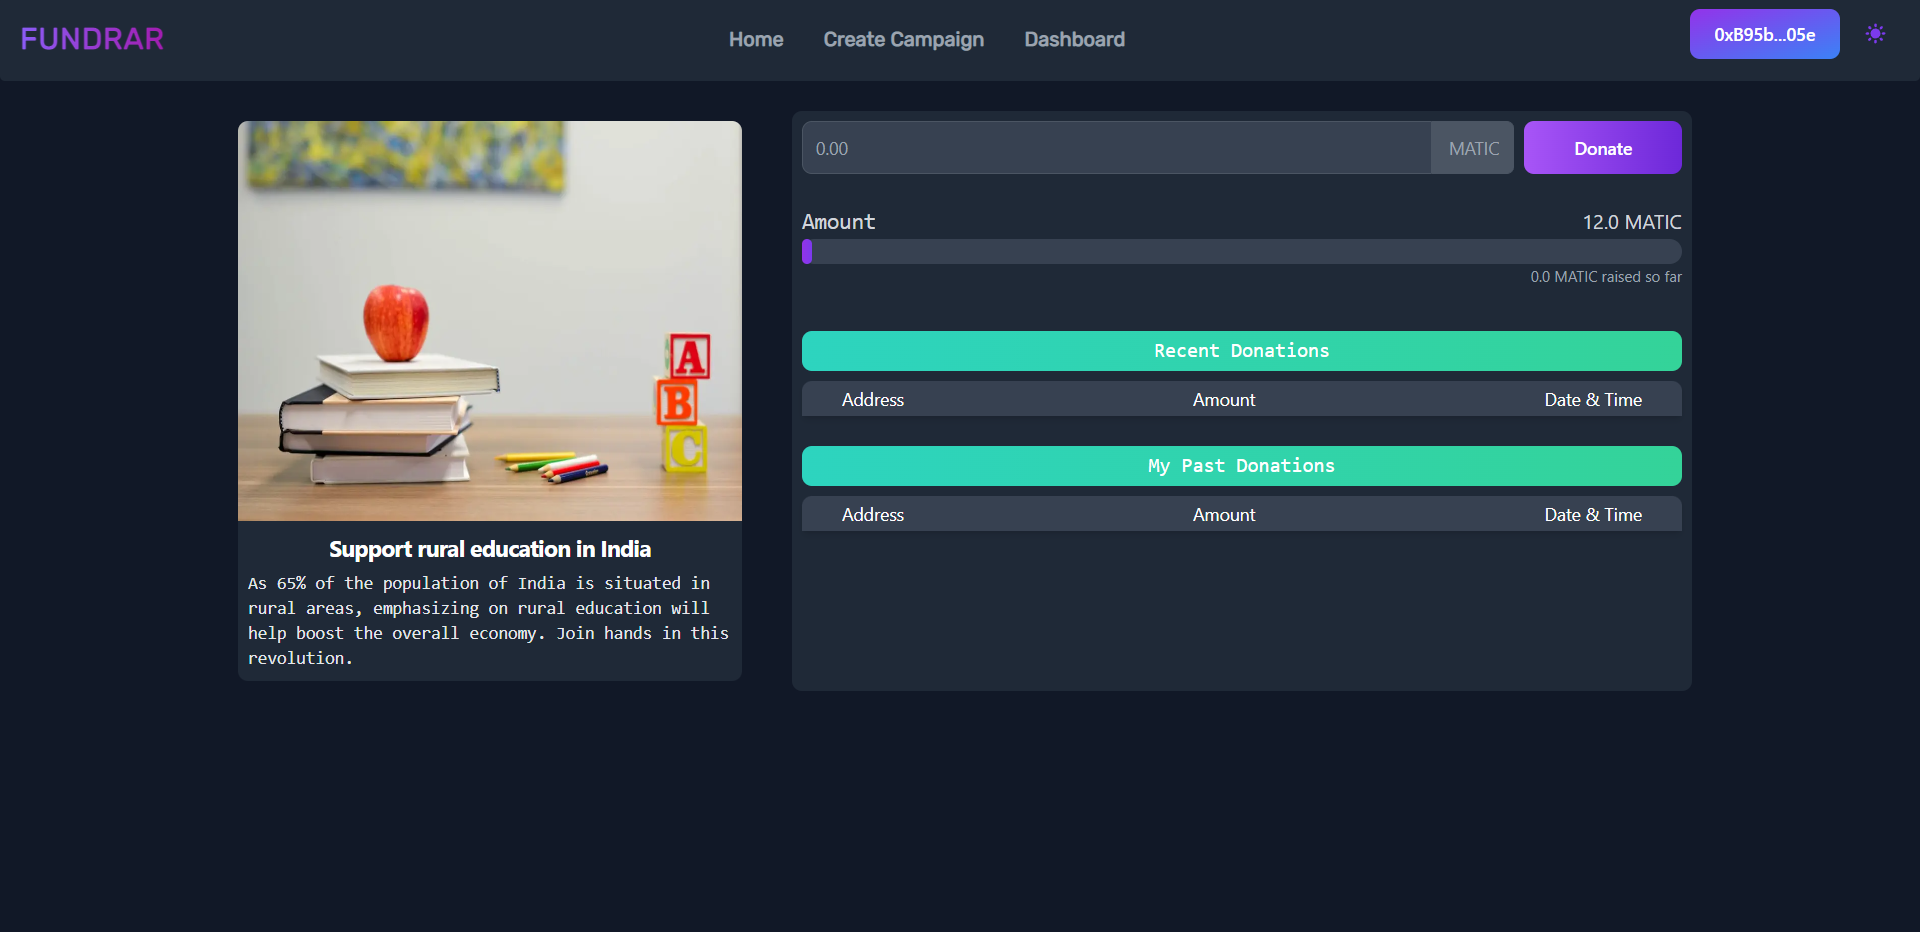 FUNDRAR
Home
Create Campaign
Dashboard
0xB95b...05e
A
B
C
Support rural education in India
As 65% of the population of India is situated in
rural areas, emphasizing on rural education will
help boost the overall economy. Join hands in this
revolution.
0.00
MATIC
Donate
Amount
12.0 MATIC
0.0 MATIC raised so far
Recent Donations
Address
Amount
Date & Time
My Past Donations
Address
Amount
Date & Time